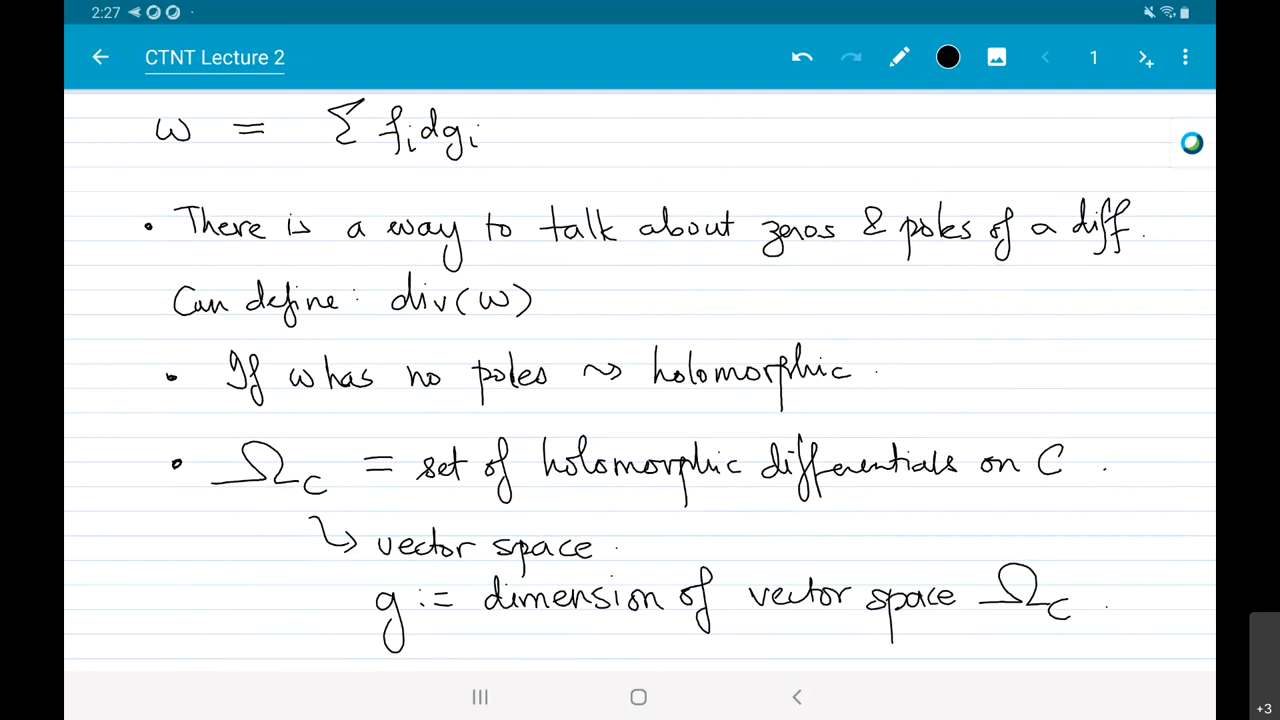 2:27
CTNT Lecture 2
1
ω = Σ fᵢdgᵢ
• There is a way to talk about zeros & poles of a diff.
Can define: div(ω)
• If ω has no poles ⇝ holomorphic.
• Ω_C = set of holomorphic differentials on C.
↳ vector space.
g := dimension of vector space Ω_C.
+3